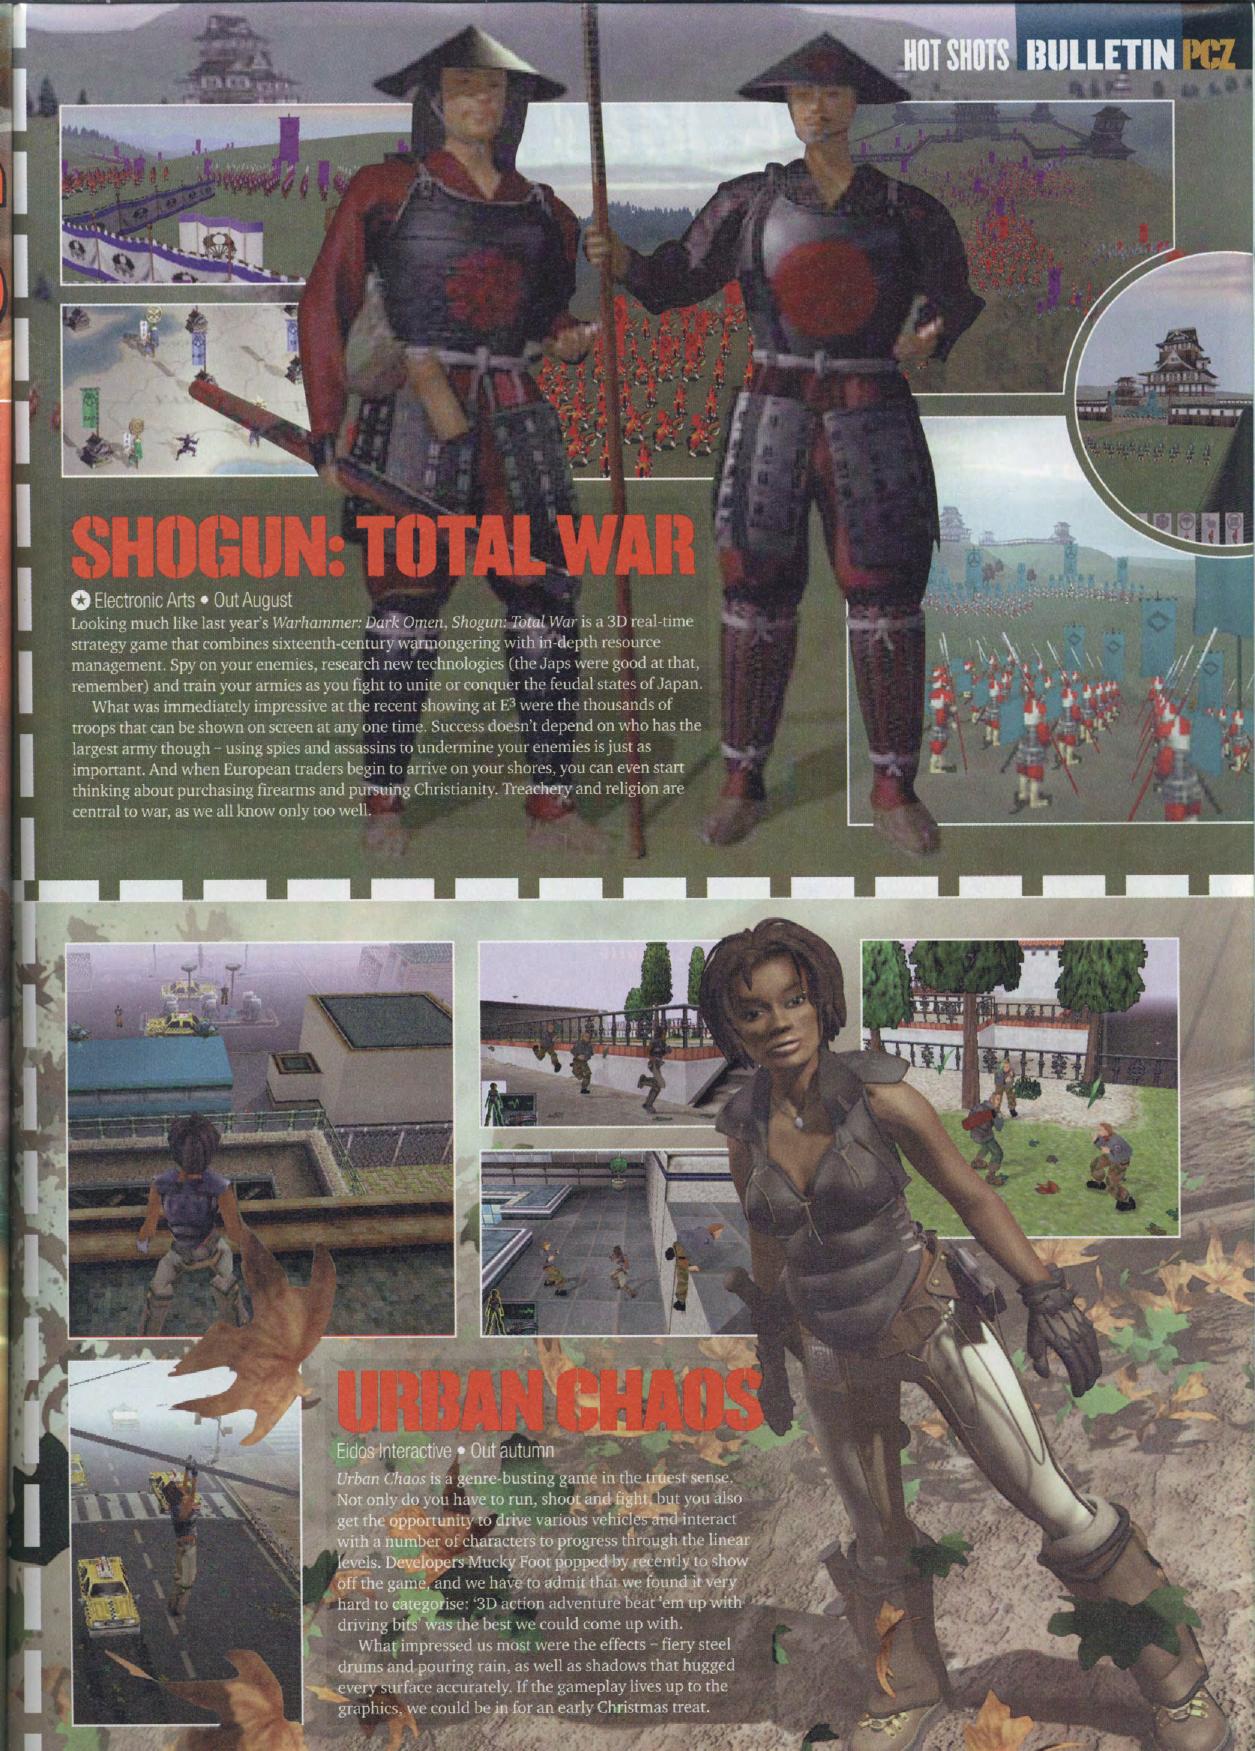 HOT SHOTS BULLETIN PCZ
SHOGUN: TOTAL WAR
Electronic Arts • Out August
Looking much like last year's Warhammer: Dark Omen, Shogun: Total War is a 3D real-time
strategy game that combines sixteenth-century warmongering with in-depth resource
management. Spy on your enemies, research new technologies (the Japs were good at that,
remember) and train your armies as you fight to unite or conquer the feudal states of Japan.
What was immediately impressive at the recent showing at E³ were the thousands of
troops that can be shown on screen at any one time. Success doesn't depend on who has the
largest army though – using spies and assassins to undermine your enemies is just as
important. And when European traders begin to arrive on your shores, you can even start
thinking about purchasing firearms and pursuing Christianity. Treachery and religion are
central to war, as we all know only too well.
URBAN CHAOS
Eidos Interactive • Out autumn
Urban Chaos is a genre-busting game in the truest sense.
Not only do you have to run, shoot and fight, but you also
get the opportunity to drive various vehicles and interact
with a number of characters to progress through the linear
levels. Developers Mucky Foot popped by recently to show
off the game, and we have to admit that we found it very
hard to categorise: '3D action adventure beat 'em up with
driving bits' was the best we could come up with.
What impressed us most were the effects – fiery steel
drums and pouring rain, as well as shadows that hugged
every surface accurately. If the gameplay lives up to the
graphics, we could be in for an early Christmas treat.